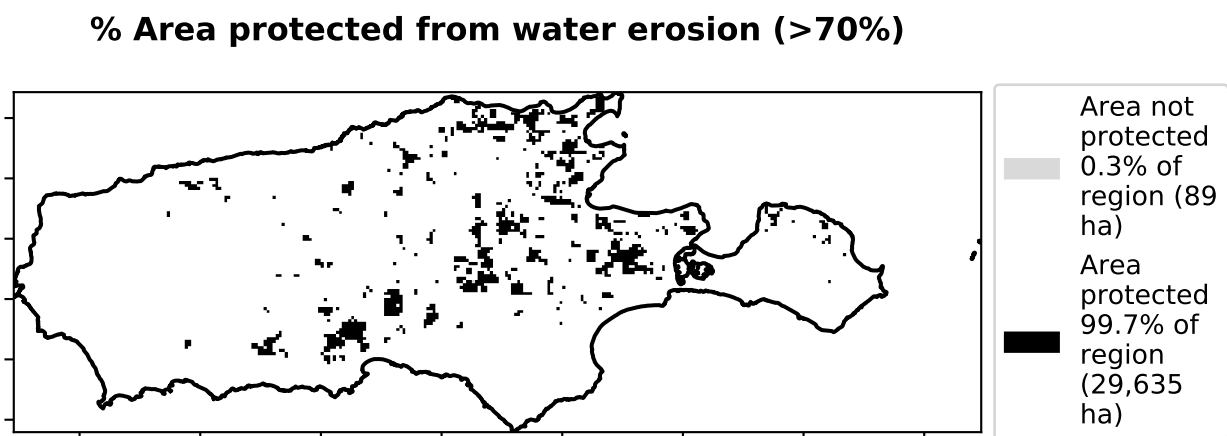 % Area protected from water erosion (>70%)
Area not
protected
0.3% of
region (89
ha)
Area
protected
99.7% of
region
(29,635
ha)